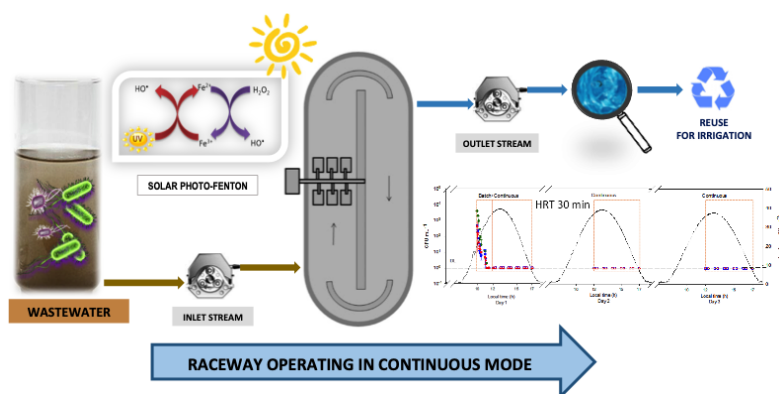 HO•
Fe²⁺
H₂O₂
UV
Fe³⁺
HO•
SOLAR PHOTO-FENTON
WASTEWATER
INLET STREAM
OUTLET STREAM
REUSE
FOR IRRIGATION
Batch Continuous
Continuous
Continuous
HRT 30 min
Local time (h)
Day 1
Local time (h)
Day 2
Local time (h)
RACEWAY OPERATING IN CONTINUOUS MODE